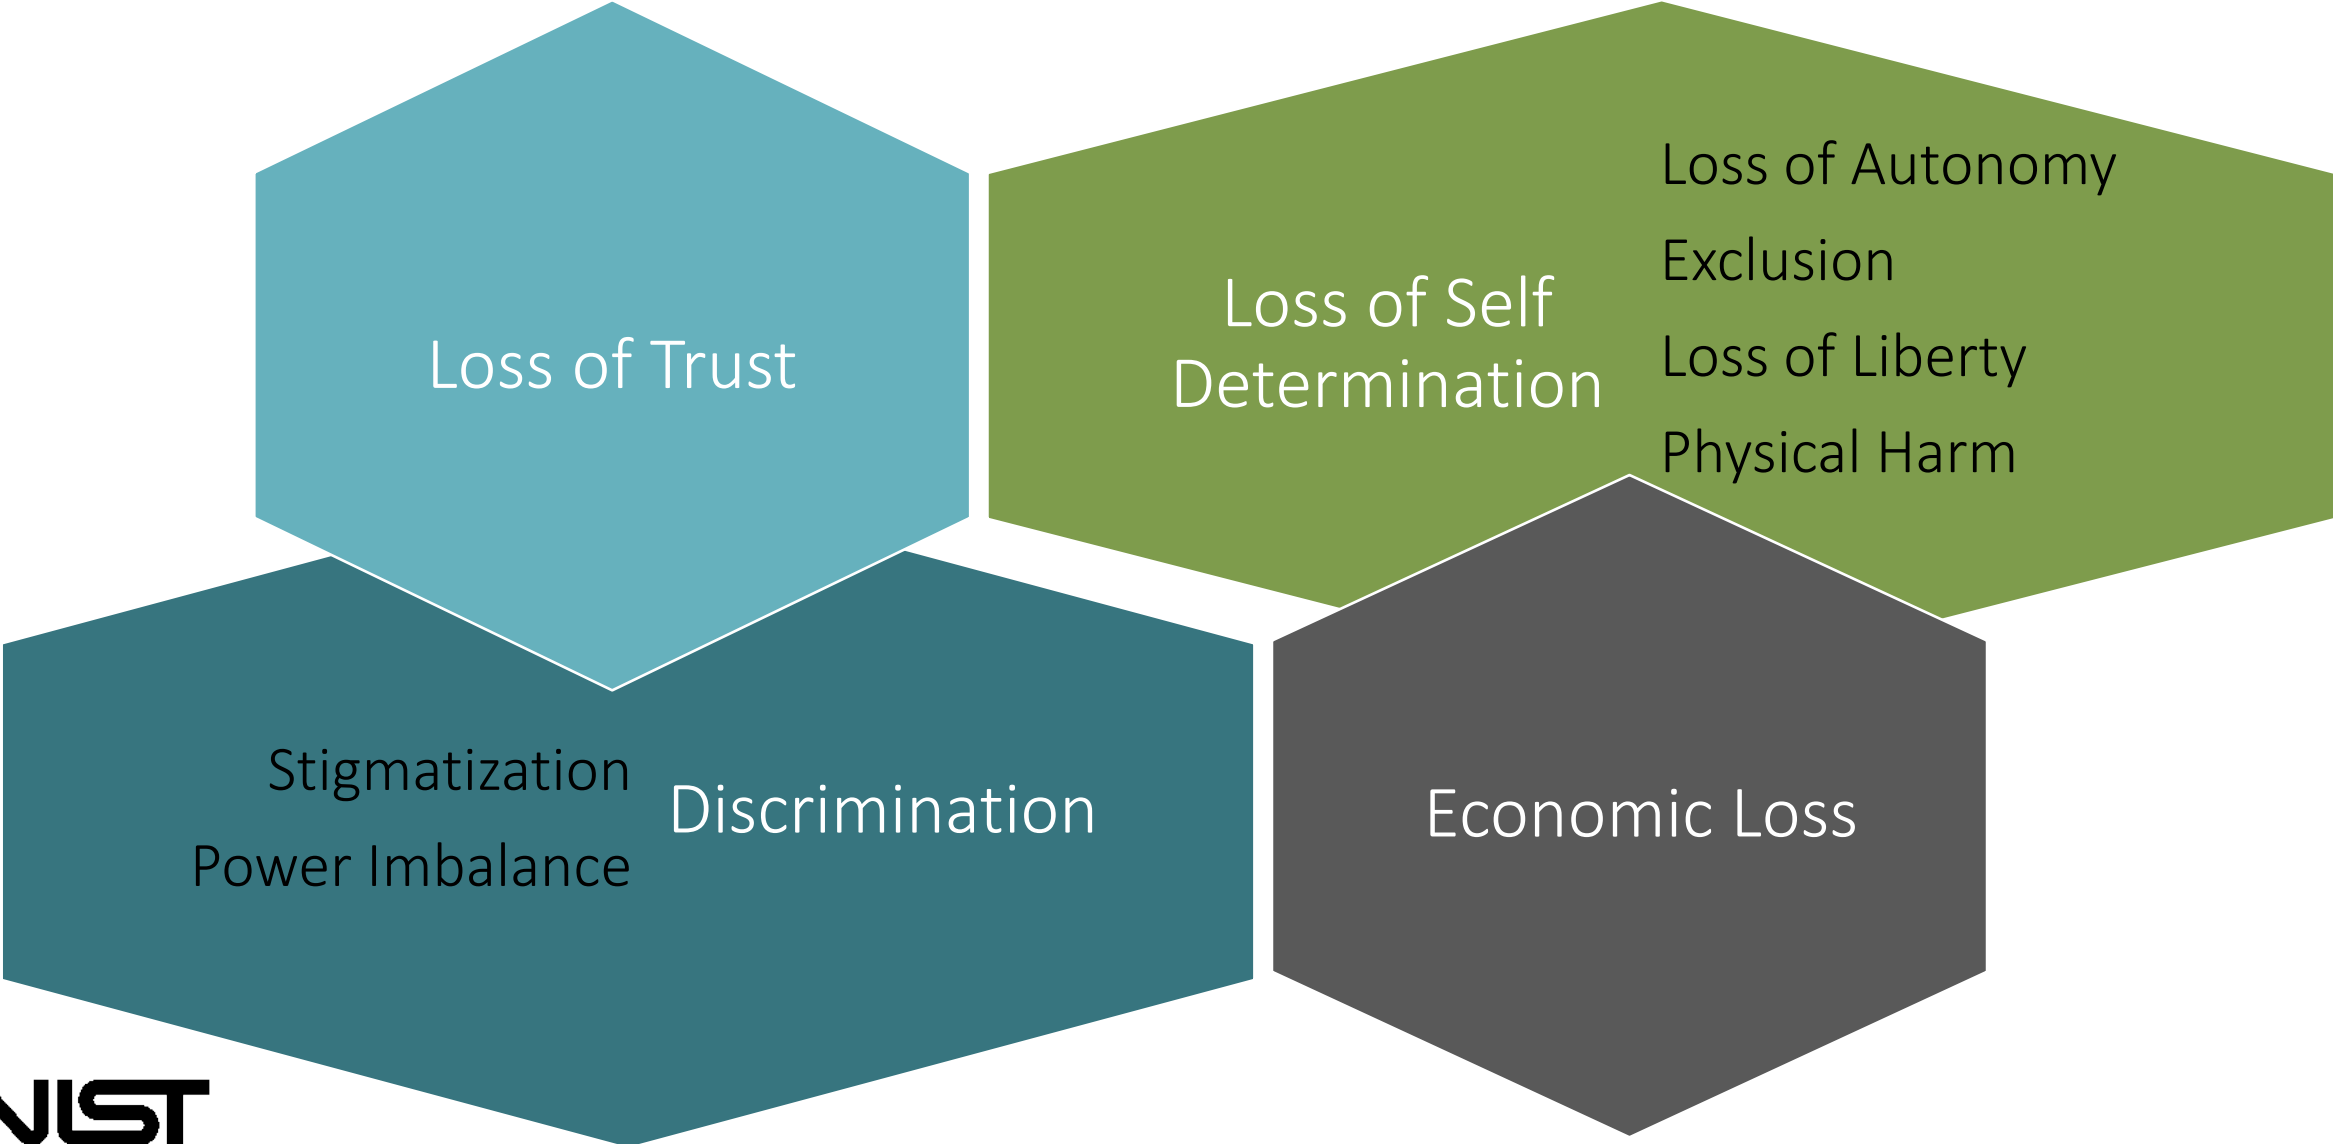 Loss of Trust
Loss of Self
Determination
Loss of Autonomy
Exclusion
Loss of Liberty
Physical Harm
Stigmatization
Power Imbalance
Discrimination
Economic Loss
NIST